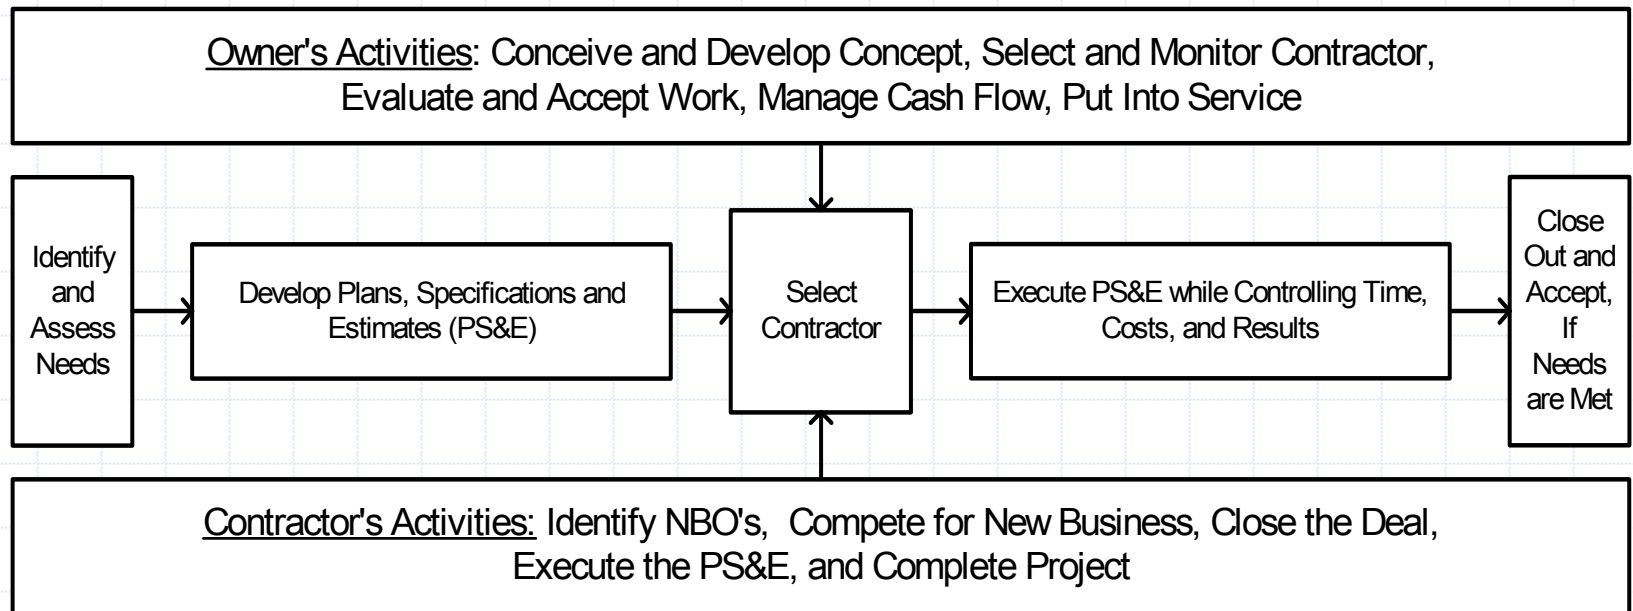 Owner's Activities: Conceive and Develop Concept, Select and Monitor Contractor,
Evaluate and Accept Work, Manage Cash Flow, Put Into Service
Identify
and
Assess
Needs
Develop Plans, Specifications and
Estimates (PS&E)
Select
Contractor
Execute PS&E while Controlling Time,
Costs, and Results
Close
Out and
Accept,
If
Needs
are Met
Contractor's Activities: Identify NBO's, Compete for New Business, Close the Deal,
Execute the PS&E, and Complete Project